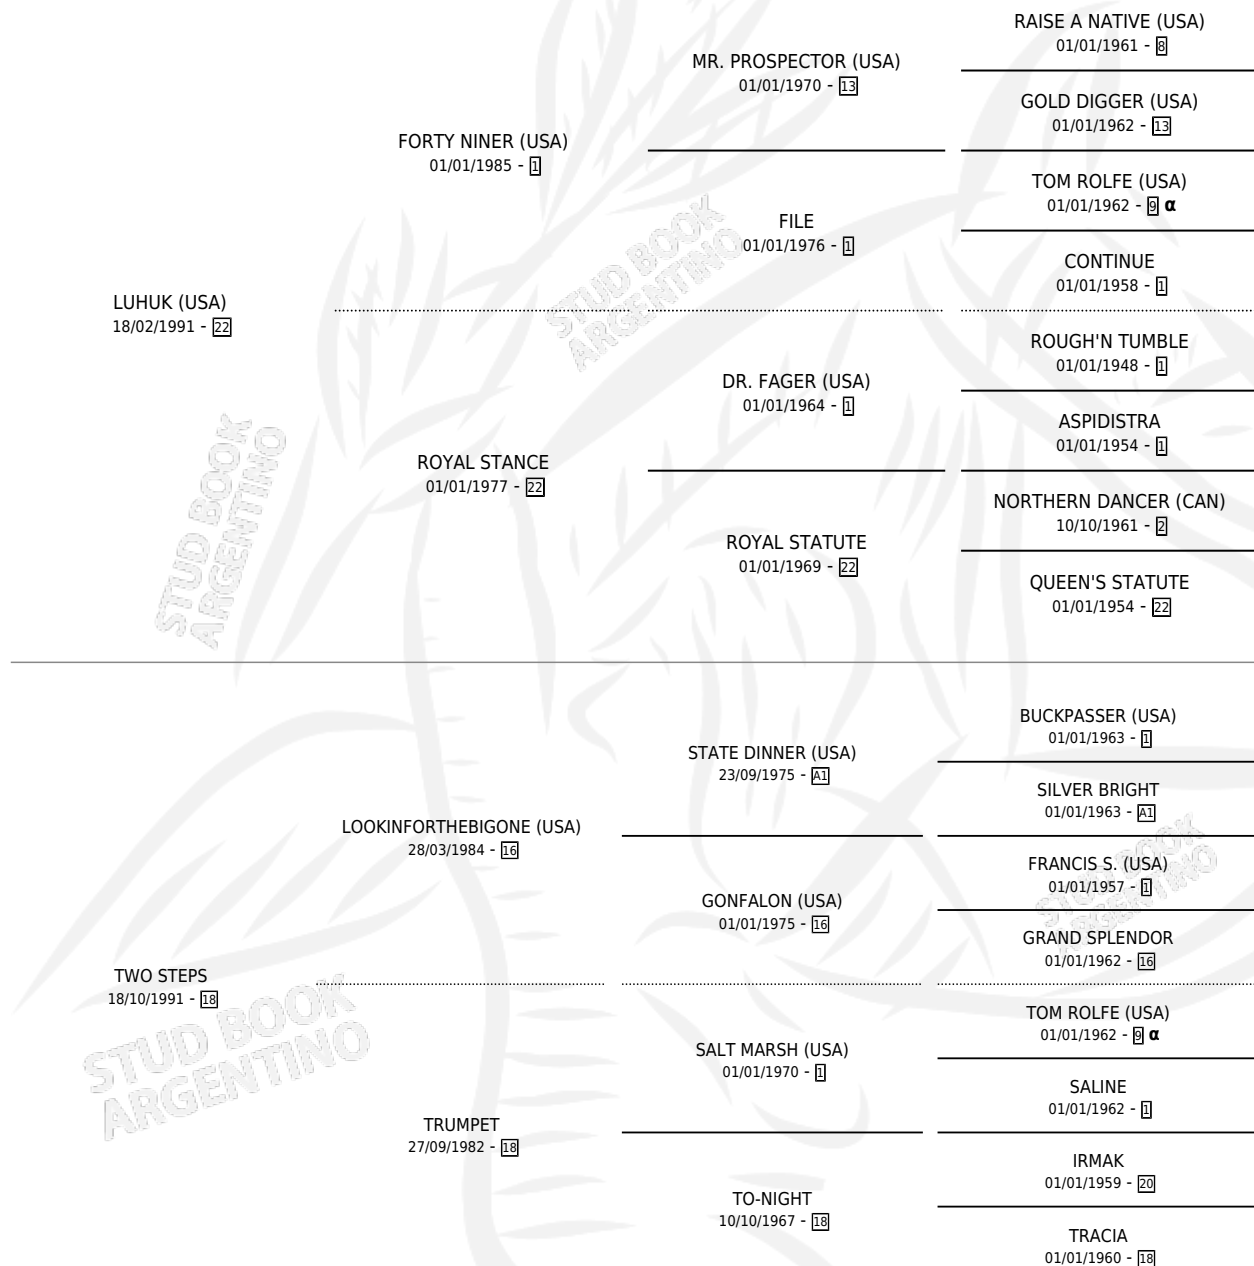 RAISE A NATIVE (USA)
01/01/1961 - 8
MR. PROSPECTOR (USA)
01/01/1970 - 13
GOLD DIGGER (USA)
01/01/1962 - 13
FORTY NINER (USA)
01/01/1985 - 1
TOM ROLFE (USA)
01/01/1962 - 9 α
FILE
01/01/1976 - 1
CONTINUE
01/01/1958 - 1
LUHUK (USA)
18/02/1991 - 22
ROUGH'N TUMBLE
01/01/1948 - 1
DR. FAGER (USA)
01/01/1964 - 1
ASPIDISTRA
01/01/1954 - 1
ROYAL STANCE
01/01/1977 - 22
NORTHERN DANCER (CAN)
10/10/1961 - 2
ROYAL STATUTE
01/01/1969 - 22
QUEEN'S STATUTE
01/01/1954 - 22
BUCKPASSER (USA)
01/01/1963 - 1
STATE DINNER (USA)
23/09/1975 - A1
SILVER BRIGHT
01/01/1963 - A1
LOOKINFORTHEBIGONE (USA)
28/03/1984 - 16
FRANCIS S. (USA)
01/01/1957 - 1
GONFALON (USA)
01/01/1975 - 16
GRAND SPLENDOR
01/01/1962 - 16
TWO STEPS
18/10/1991 - 18
TOM ROLFE (USA)
01/01/1962 - 9 α
SALT MARSH (USA)
01/01/1970 - 1
SALINE
01/01/1962 - 1
TRUMPET
27/09/1982 - 18
IRMAK
01/01/1959 - 20
TO-NIGHT
10/10/1967 - 18
TRACIA
01/01/1960 - 18
STUD BOOK
ARGENTINO
STUD BOOK
ARGENTINO
STUD BOOK
ARGENTINO
STUD BOOK
ARGENTINO